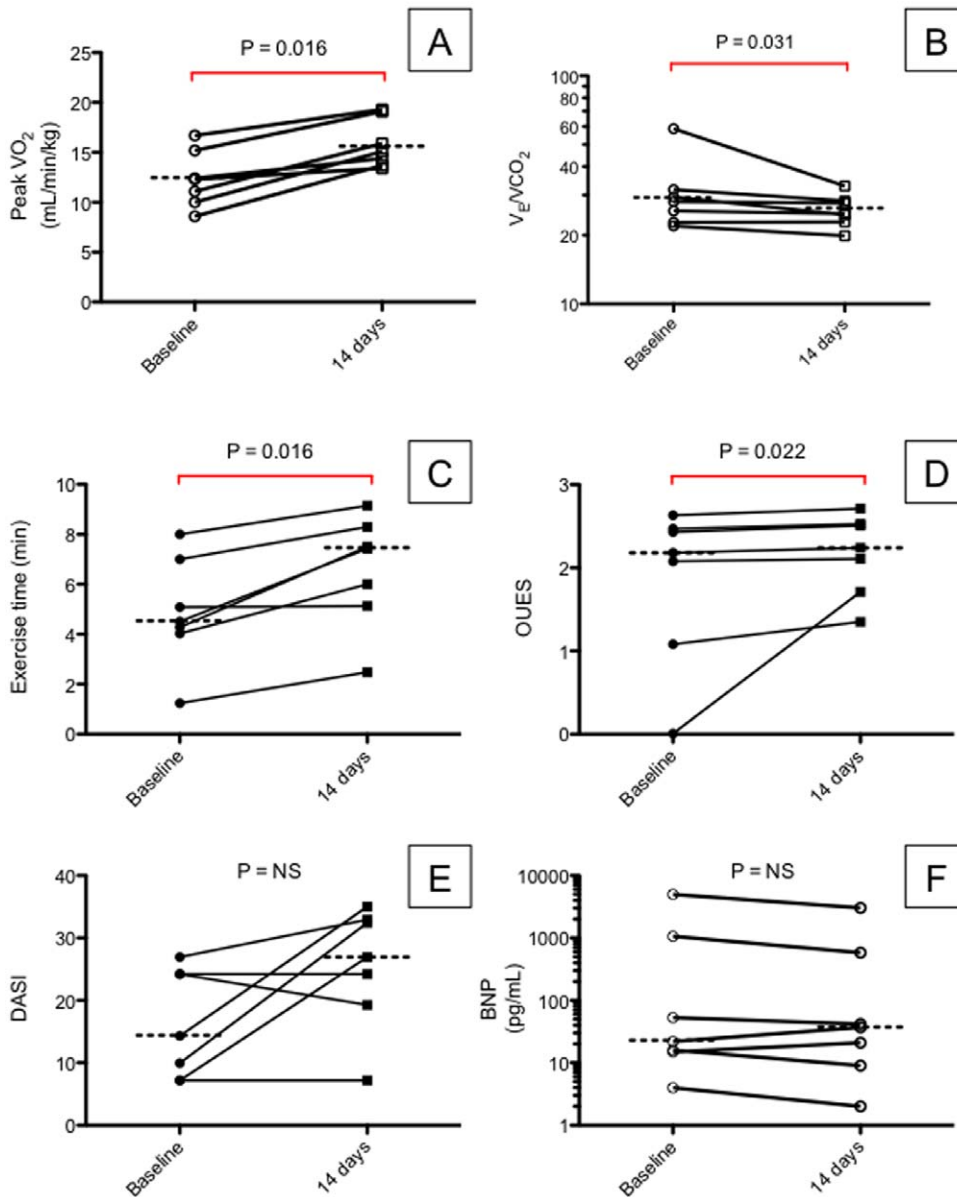 A
P = 0.016
Peak VO₂
(mL/min/kg)
25
20
15
10
5
0
Baseline
14 days
B
P = 0.031
V_E/VCO₂
100
80
60
40
20
10
Baseline
14 days
C
P = 0.016
Exercise time (min)
10
8
6
4
2
0
Baseline
14 days
D
P = 0.022
OUES
3
2
1
0
Baseline
14 days
E
P = NS
DASI
40
30
20
10
0
Baseline
14 days
F
P = NS
BNP
(pg/mL)
10000
1000
100
10
1
Baseline
14 days